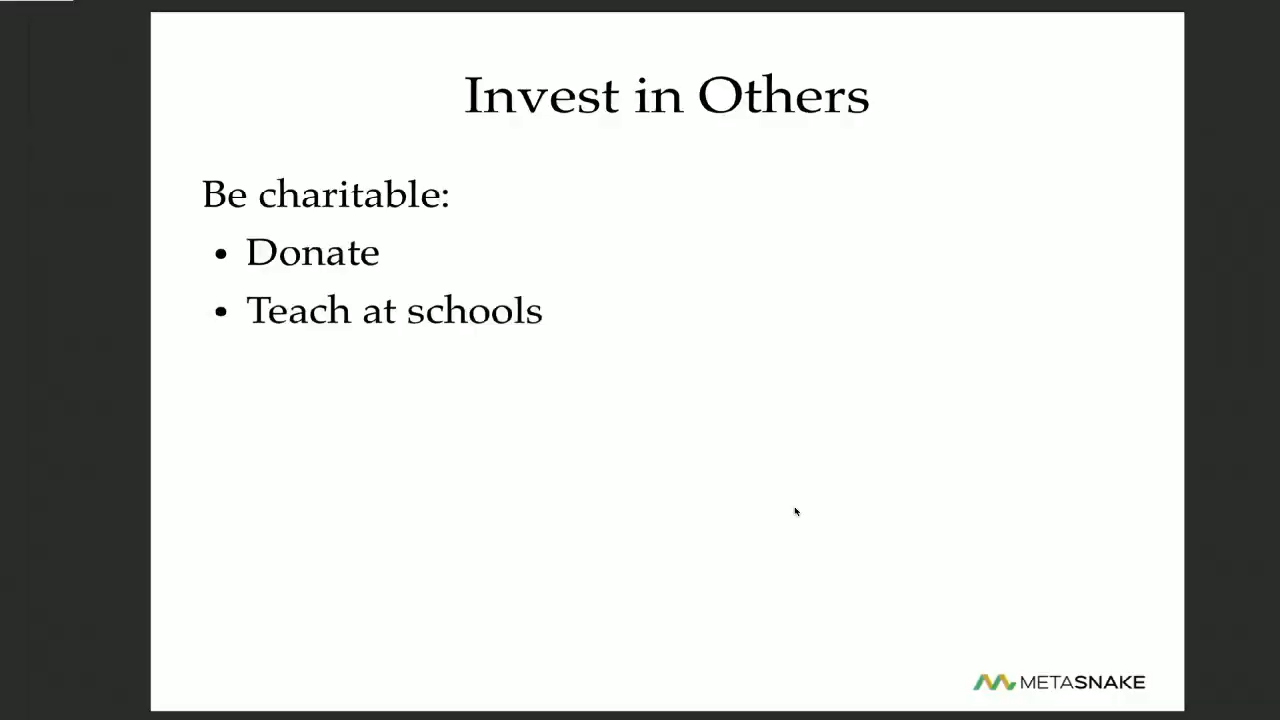 Invest in Others
Be charitable:
• Donate
• Teach at schools
METASNAKE